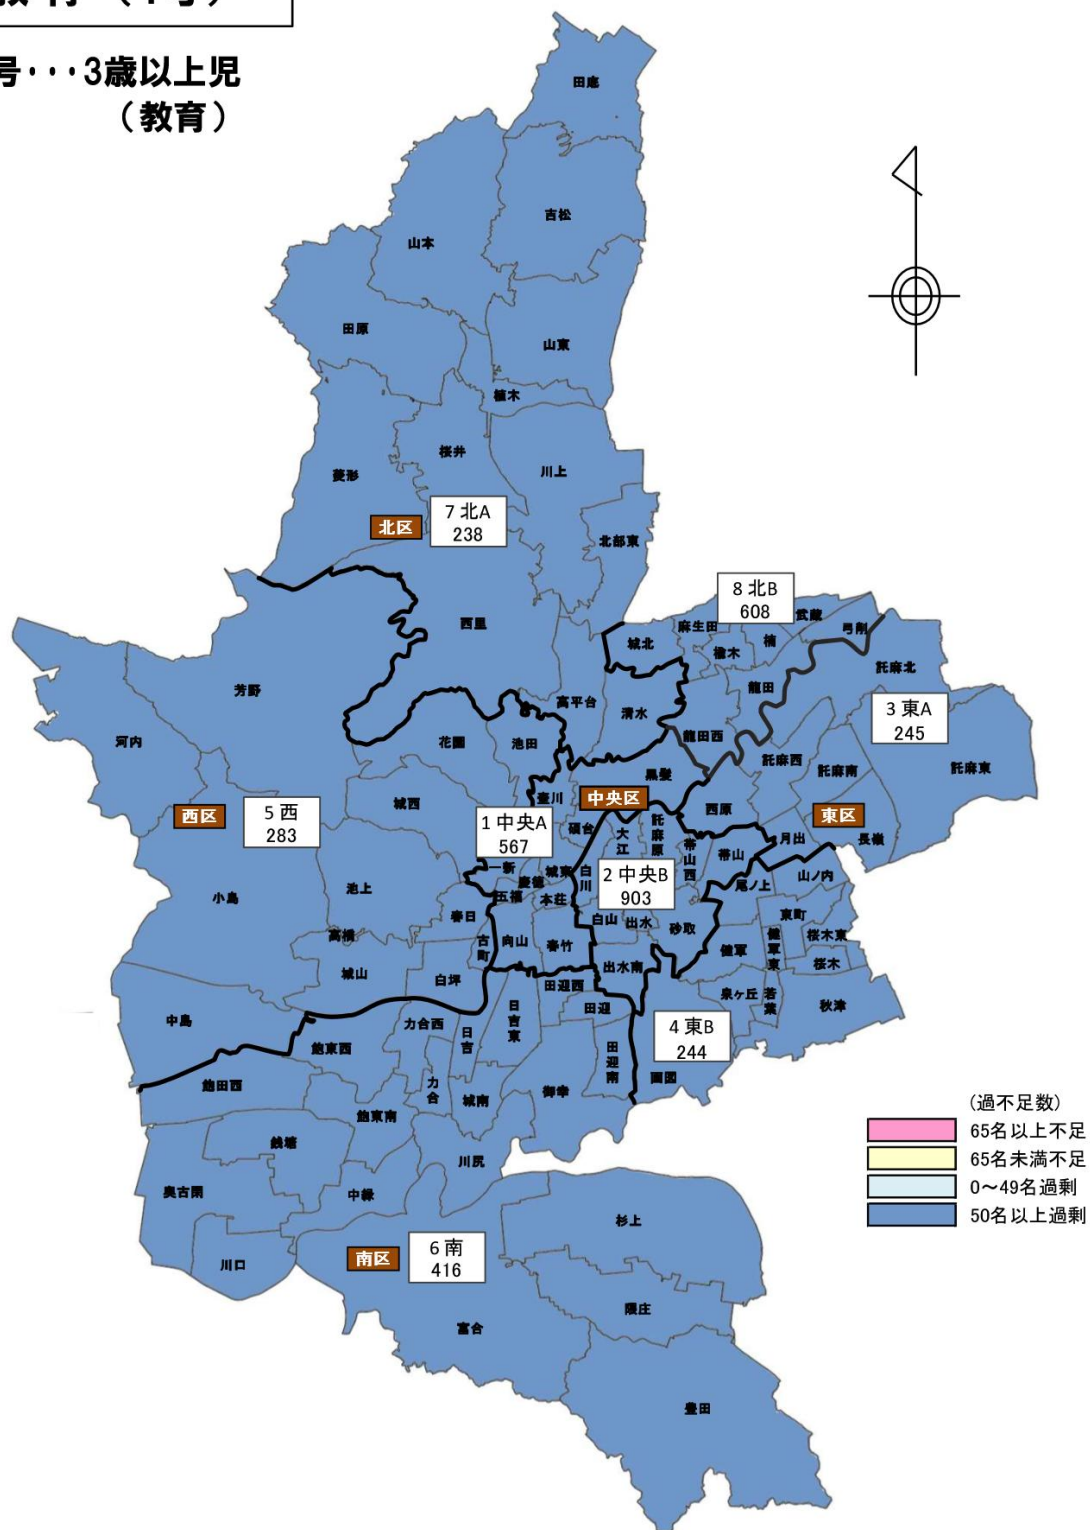 教育（1号）
号・・・3歳以上児
（教育）
田底
吉松
山本
田原
山東
植木
桜井
川上
菱形
7 北A
238
北区
北部東
8 北B
608
西里
武蔵
麻生田
城北
弓削
楠
楡木
託麻北
芳野
龍田
高平台
清水
3 東A
245
花園
池田
龍田西
河内
託麻西
託麻南
託麻東
黒髪
城西
壺川
中央区
西原
東区
西区
5 西
283
1 中央A
567
碩台
大江
託麻原
帯山西
帯山
月出
長嶺
一新
城東
慶徳
白川
2 中央B
903
尾ノ上
山ノ内
池上
小島
五福
本荘
春日
白山
出水
砂取
東町
高橋
古町
向山
春竹
健軍
健軍東
桜木東
城山
白坪
出水南
桜木
田迎西
泉ケ丘
若葉
秋津
中島
力合西
日吉
日吉東
田迎
4 東B
244
飽東西
田迎南
飽田西
力合
城南
御幸
画図
飽東南
銭塘
川尻
奥古閑
中緑
杉上
川口
南区
6 南
416
隈庄
富合
豊田
(過不足数)
65名以上不足
65名未満不足
0～49名過剰
50名以上過剰